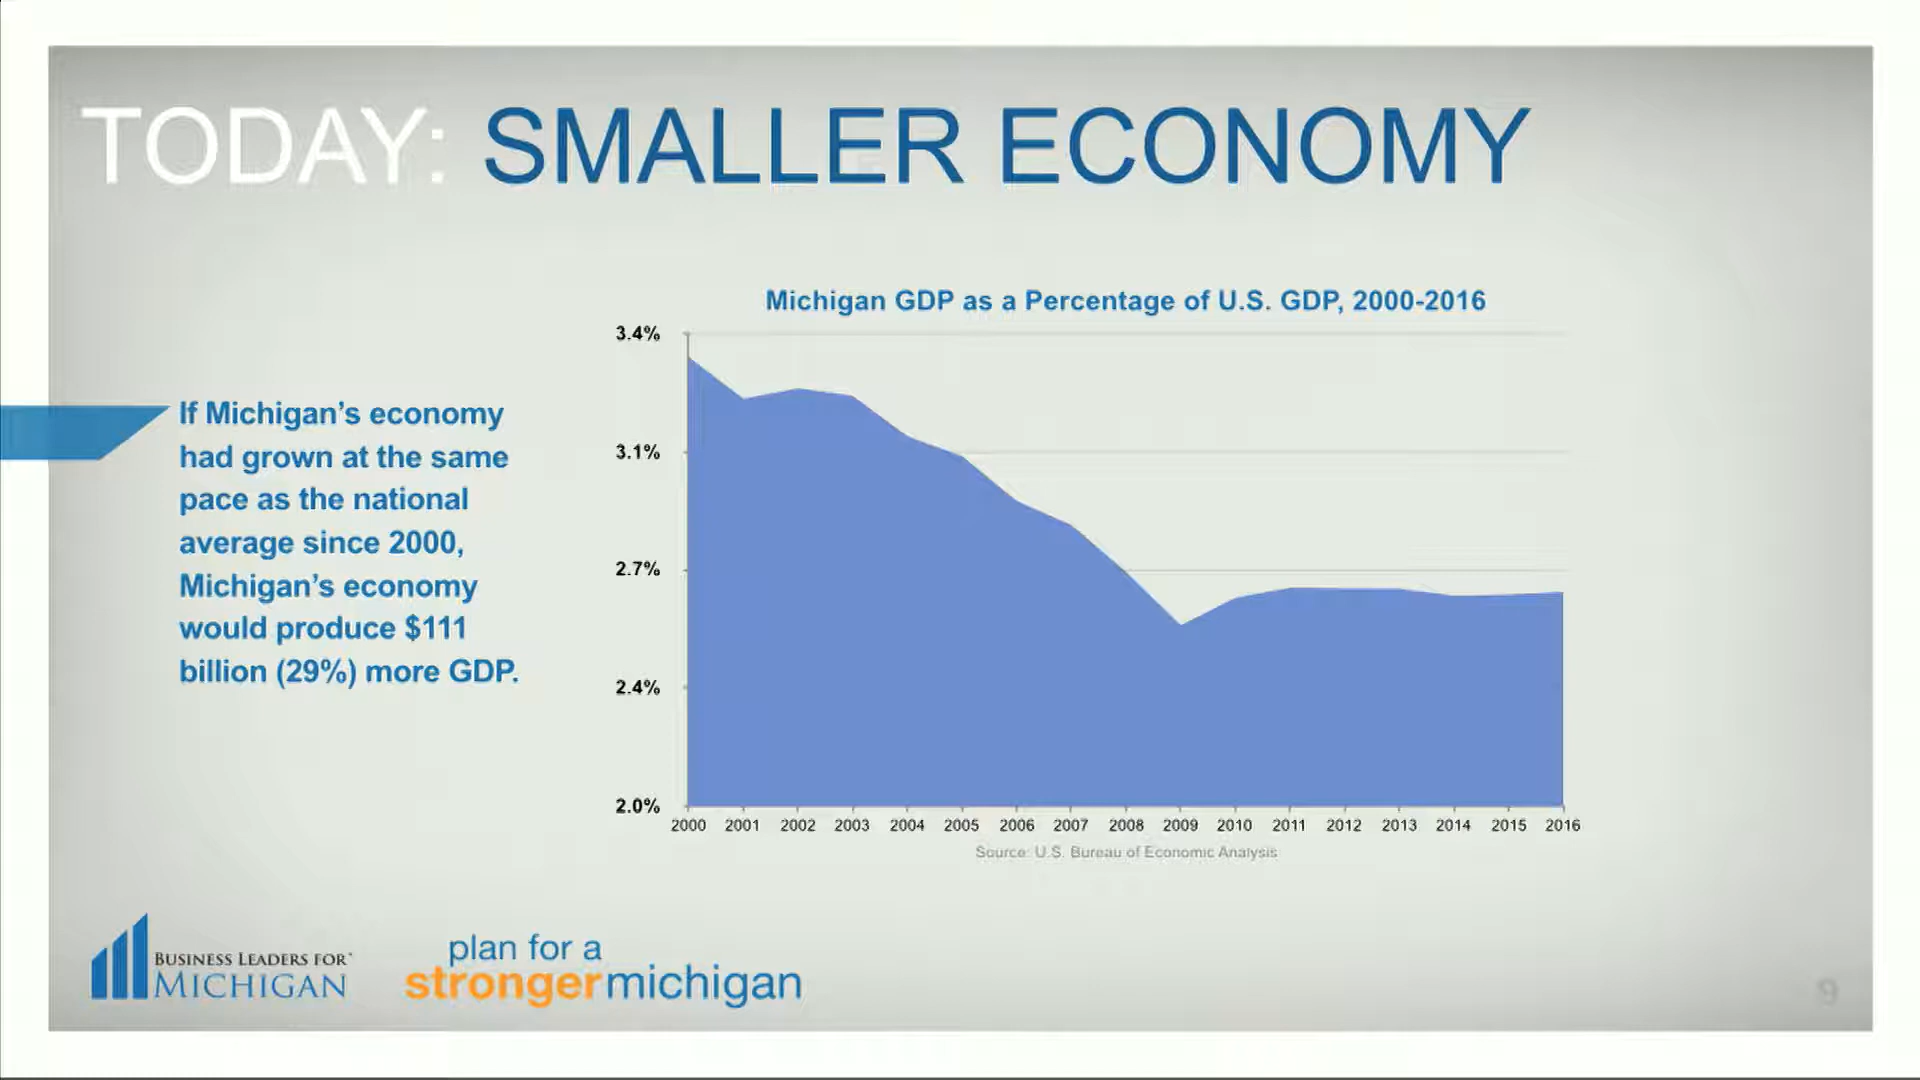 TODAY: SMALLER ECONOMY
If Michigan's economy
had grown at the same
pace as the national
average since 2000,
Michigan's economy
would produce $111
billion (29%) more GDP.
Michigan GDP as a Percentage of U.S. GDP, 2000-2016
3.4%
3.1%
2.7%
2.4%
2.0%
2000 2001 2002 2003 2004 2005 2006 2007 2008 2009 2010 2011 2012 2013 2014 2015 2016
Source: U.S. Bureau of Economic Analysis
BUSINESS LEADERS FOR
MICHIGAN
plan for a
strongermichigan
9